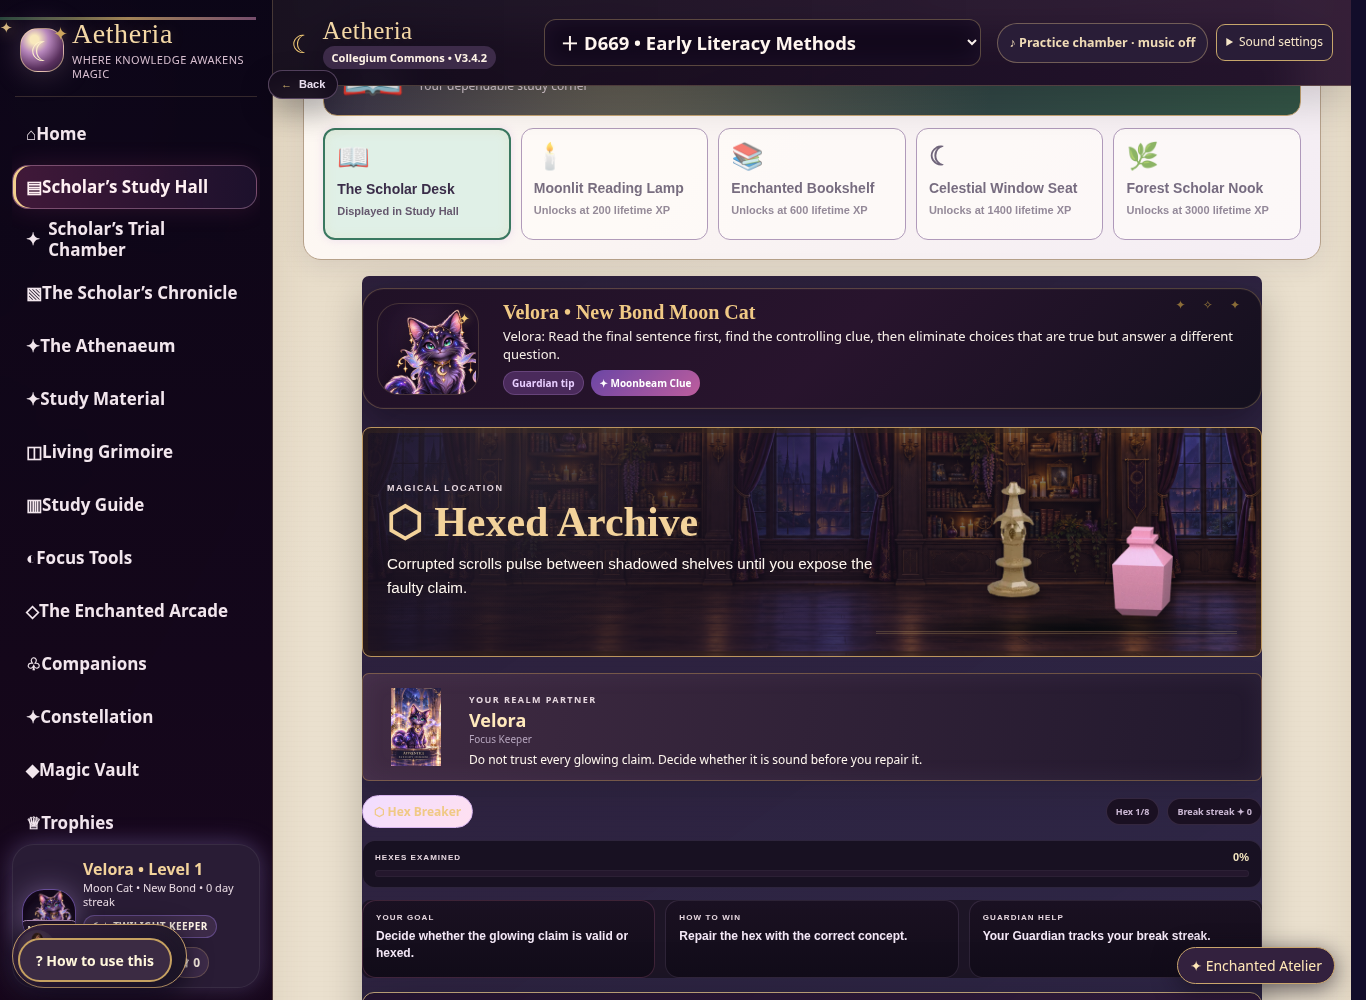 Aetheria
WHERE KNOWLEDGE AWAKENS
MAGIC
Home
Scholar's Study Hall
Scholar's Trial
Chamber
The Scholar's Chronicle
The Athenaeum
Study Material
Living Grimoire
Study Guide
Focus Tools
The Enchanted Arcade
Companions
Constellation
Magic Vault
Trophies
Velora • Level 1
Moon Cat • New Bond • 0 day
streak
KEEPER
0
? How to use this
Aetheria
Collegium Commons • V3.4.2
← Back
+ D669 • Early Literacy Methods
♪ Practice chamber · music off
▶ Sound settings
Your dependable study corner
The Scholar Desk
Displayed in Study Hall
Moonlit Reading Lamp
Unlocks at 200 lifetime XP
Enchanted Bookshelf
Unlocks at 600 lifetime XP
Celestial Window Seat
Unlocks at 1400 lifetime XP
Forest Scholar Nook
Unlocks at 3000 lifetime XP
Velora • New Bond Moon Cat
Velora: Read the final sentence first, find the controlling clue, then eliminate choices that are true but answer a different
question.
Guardian tip
✦ Moonbeam Clue
MAGICAL LOCATION
⬡ Hexed Archive
Corrupted scrolls pulse between shadowed shelves until you expose the
faulty claim.
YOUR REALM PARTNER
Velora
Focus Keeper
Do not trust every glowing claim. Decide whether it is sound before you repair it.
⬡ Hex Breaker
Hex 1/8
Break streak ✦ 0
HEXES EXAMINED
0%
YOUR GOAL
Decide whether the glowing claim is valid or
hexed.
HOW TO WIN
Repair the hex with the correct concept.
GUARDIAN HELP
Your Guardian tracks your break streak.
✦ Enchanted Atelier